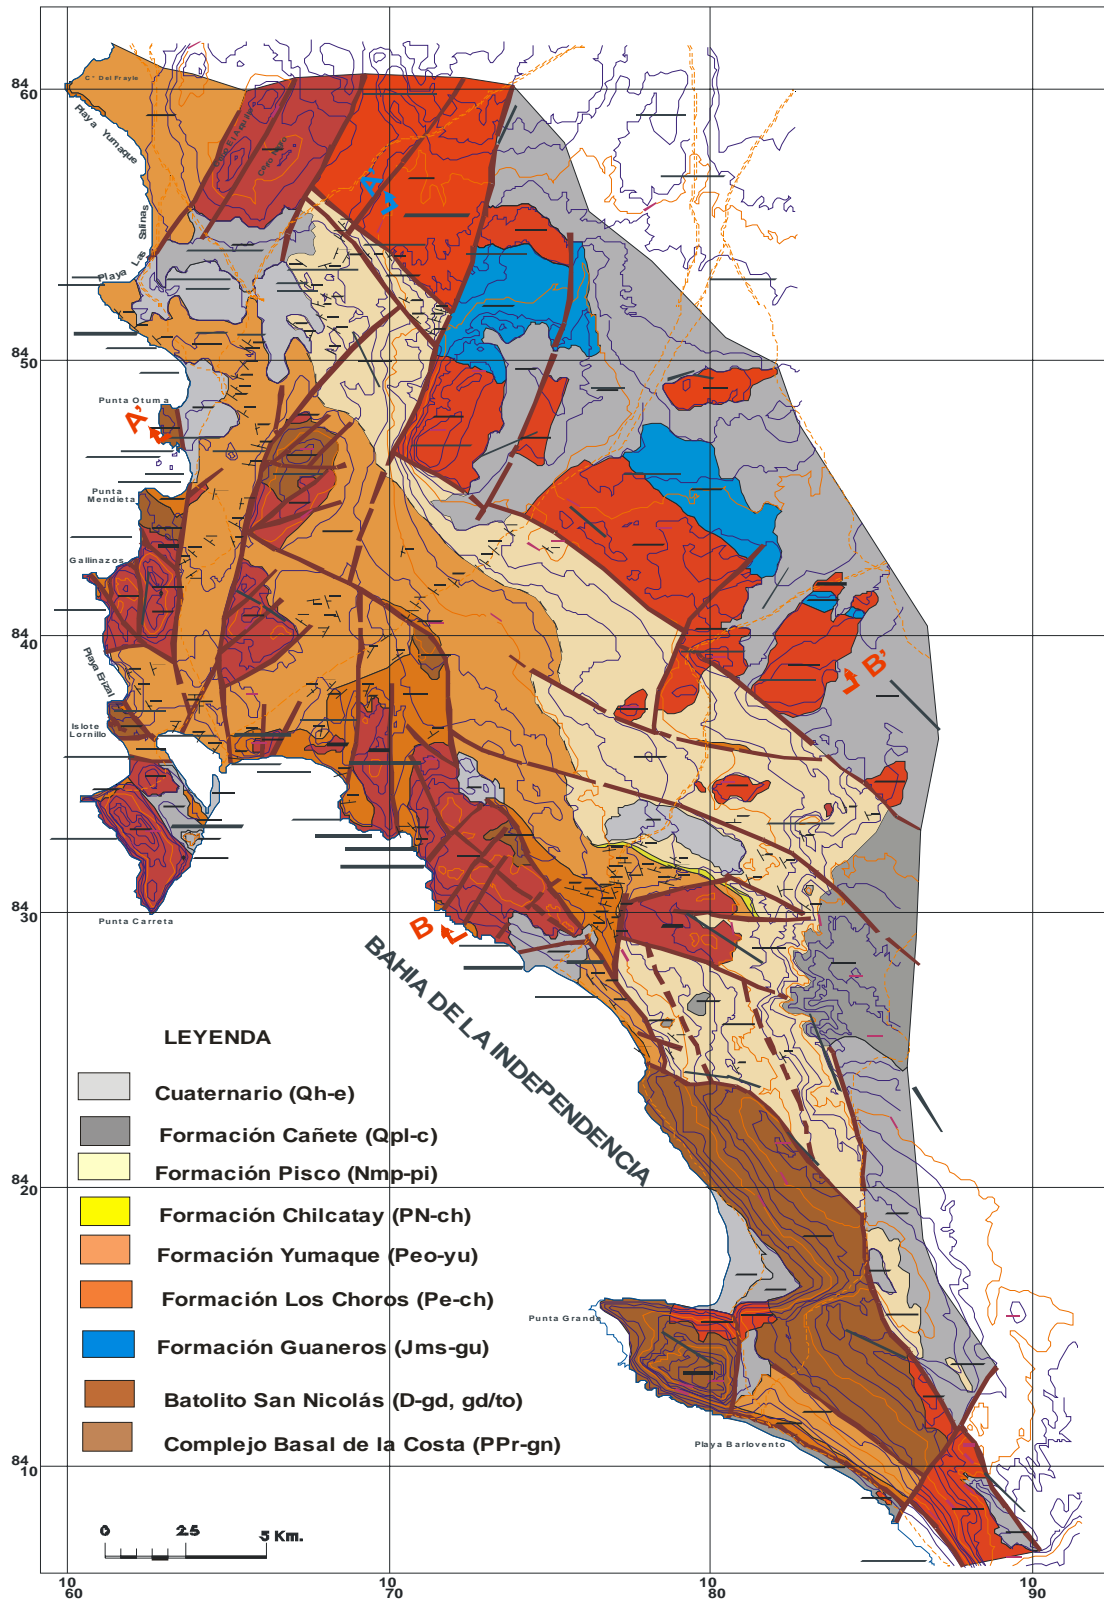 84
60
C° Del Frayle
Playa Yumaque
Playa Las Salinas
A'
84
50
Punta Otuma
A'
Punta
Mendieta
Gallinazos
84
40
Playa Erizal
Islote
Lornillo
B'
84
30
Punta Carreta
B
BAHIA DE LA INDEPENDENCIA
LEYENDA
Cuaternario (Qh-e)
Formación Cañete (Qpl-c)
Formación Pisco (Nmp-pi)
Formación Chilcatay (PN-ch)
Formación Yumaque (Peo-yu)
Formación Los Choros (Pe-ch)
Formación Guaneros (Jms-gu)
Batolito San Nicolás (D-gd, gd/to)
Complejo Basal de la Costa (PPr-gn)
84
20
Punta Grande
Playa Barlovento
84
10
0 2.5 5 Km.
10
60
10
70
10
80
10
90